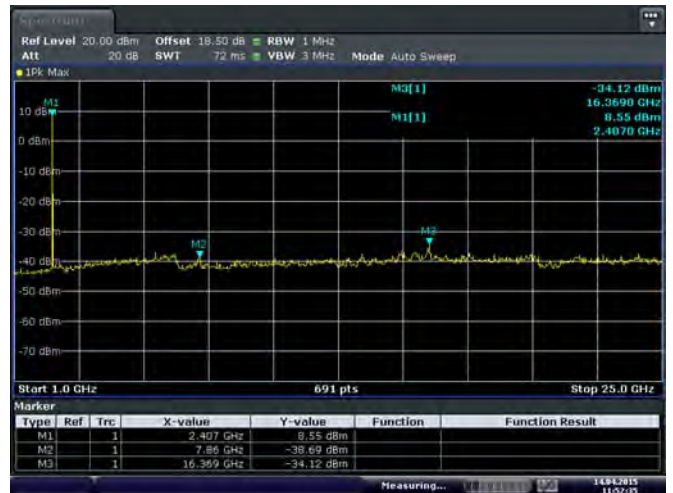 Spectrum
Ref Level 20.00 dBm Offset 18.50 dB RBW 1 MHz
Att 20 dB SWT 72 ms VBW 3 MHz Mode Auto Sweep
1Pk Max
M3[1] -34.12 dBm
16.3690 GHz
M1[1] 8.55 dBm
2.4070 GHz
M1
10 dBm
0 dBm
-10 dBm
-20 dBm
-30 dBm
M2
M3
-40 dBm
-50 dBm
-60 dBm
-70 dBm
Start 1.0 GHz 691 pts Stop 25.0 GHz
Marker
Type Ref Trc X-value Y-value Function Function Result
M1 1 2.407 GHz 8.55 dBm
M2 1 7.86 GHz -38.69 dBm
M3 1 16.369 GHz -34.12 dBm
Measuring... 14.04.2015
11:52:35